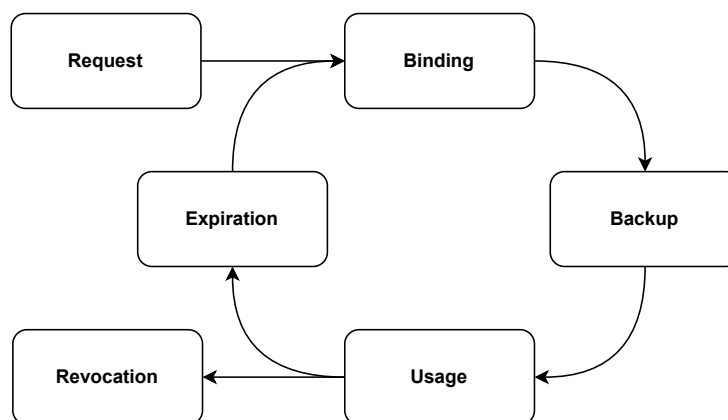 Request
Binding
Expiration
Backup
Revocation
Usage